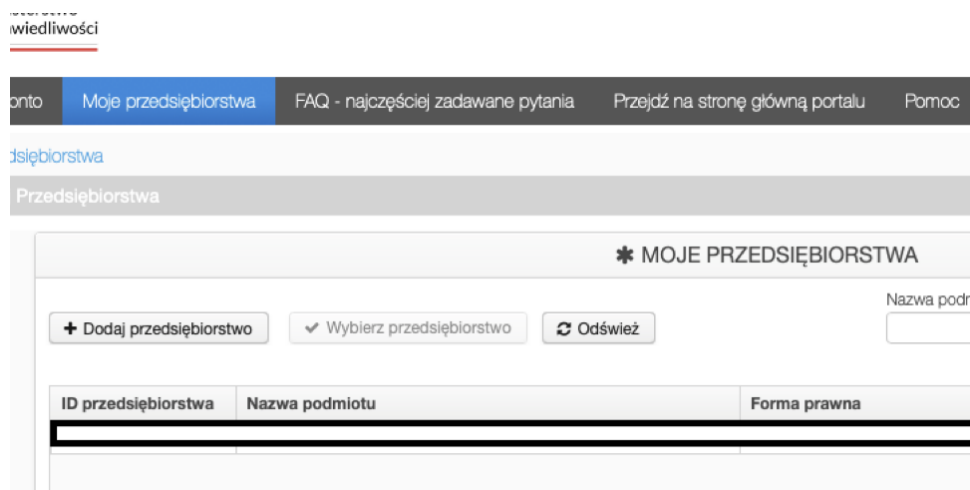 wiedliwości
onto Moje przedsiębiorstwa FAQ - najczęściej zadawane pytania Przejdź na stronę główną portalu Pomoc
dsiębiorstwa
Przedsiębiorstwa
MOJE PRZEDSIĘBIORSTWA
Nazwa podm
Dodaj przedsiębiorstwo Wybierz przedsiębiorstwo Odśwież
ID przedsiębiorstwa Nazwa podmiotu Forma prawna